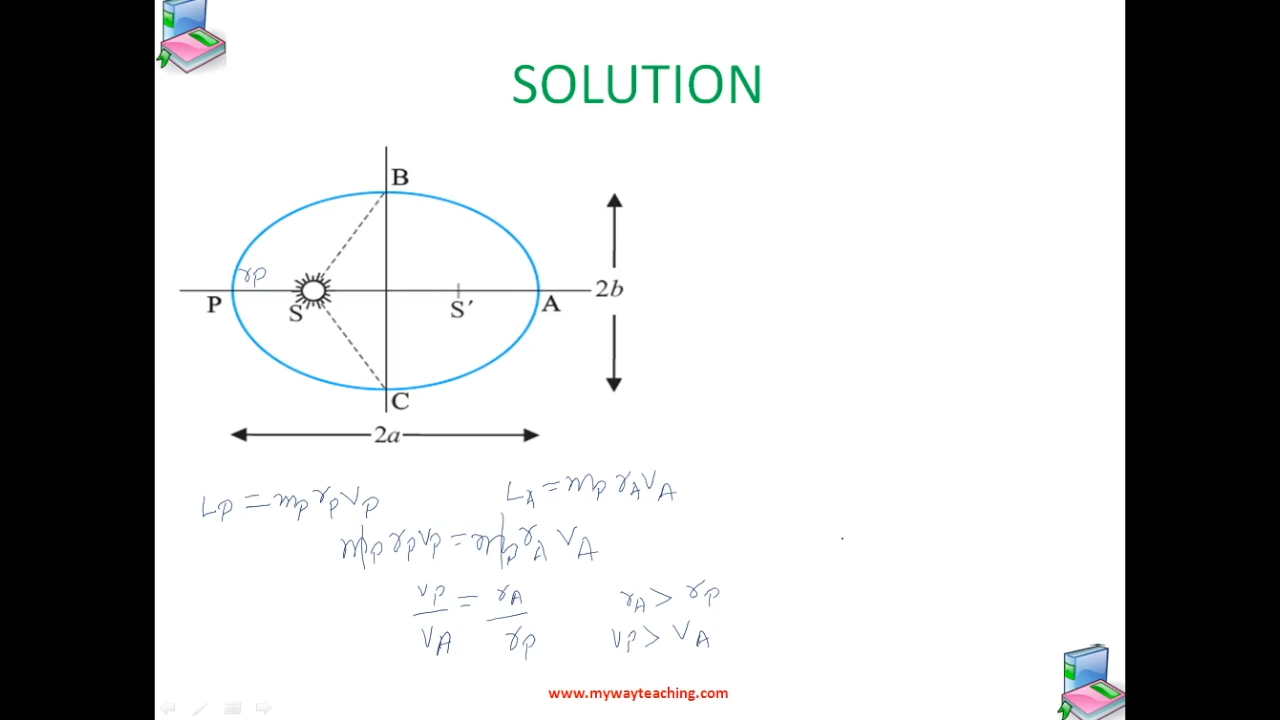 SOLUTION
B
rP
P
S
S′
A
2b
C
2a
LP = mP rP VP
LA = mP rA VA
mP rP VP = mP rA VA
VP/VA = rA/rP
rA > rP
VP > VA
www.mywayteaching.com